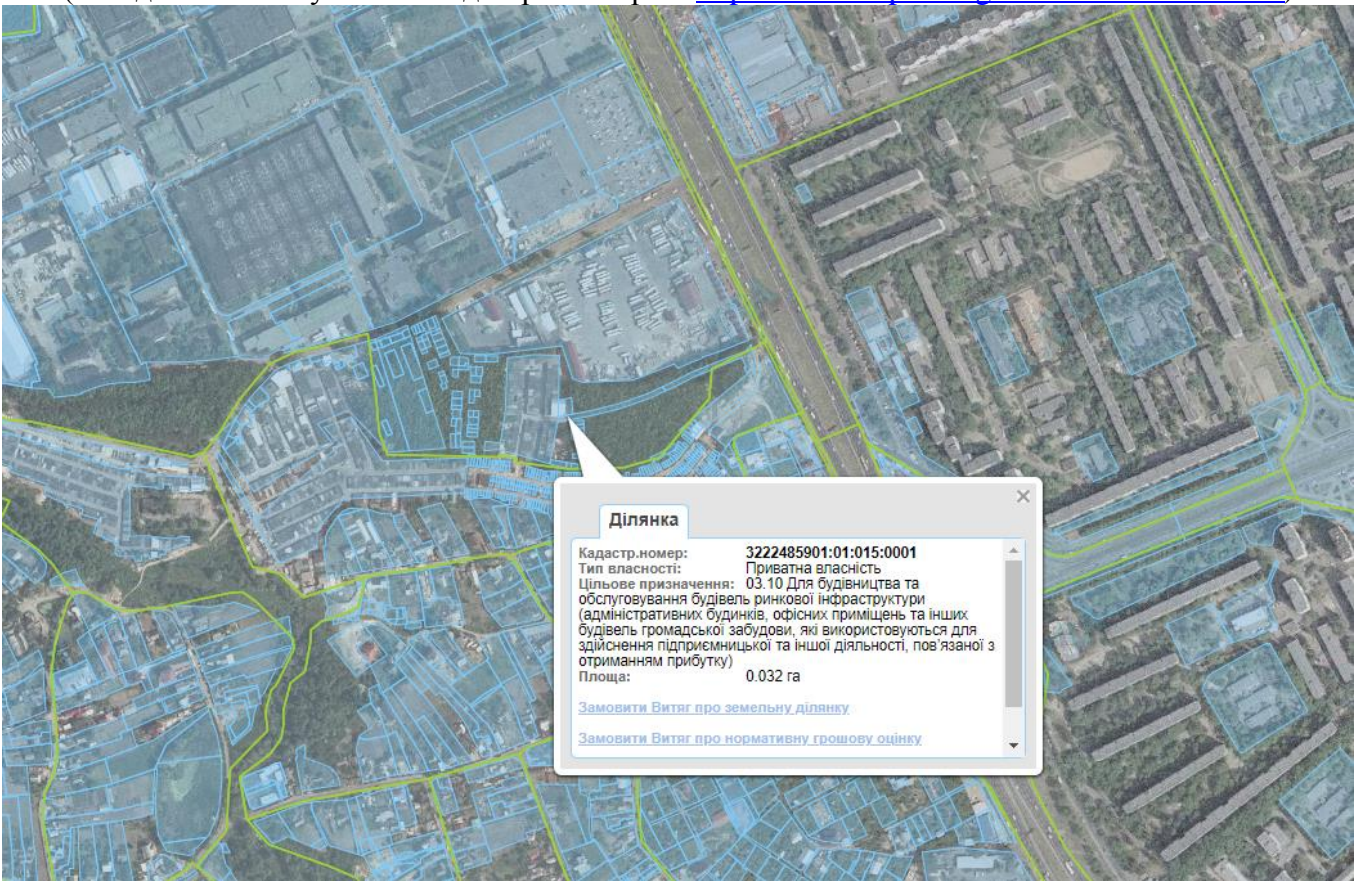 Ділянка
Кадастр.номер: 3222485901:01:015:0001
Тип власності: Приватна власність
Цільове призначення: 03.10 Для будівництва та
обслуговування будівель ринкової інфраструктури
(адміністративних будинків, офісних приміщень та інших
будівель громадської забудови, які використовуються для
здійснення підприємницької та іншої діяльності, пов'язаної з
отриманням прибутку)
Площа: 0.032 га
Замовити Витяг про земельну ділянку
Замовити Витяг про нормативну грошову оцінку